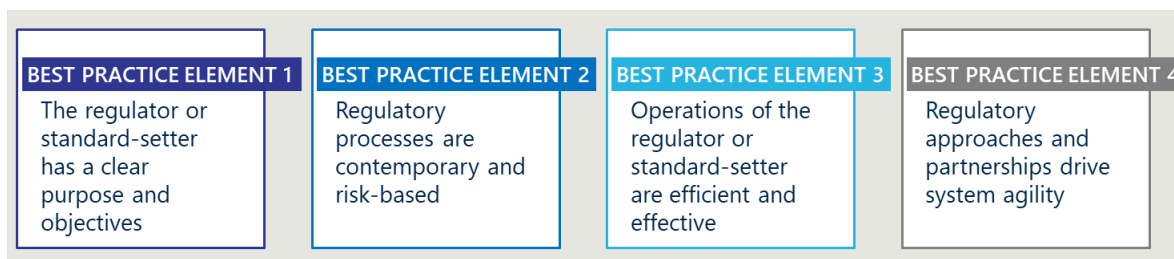 BEST PRACTICE ELEMENT 1
The regulator or
standard-setter
has a clear
purpose and
objectives
BEST PRACTICE ELEMENT 2
Regulatory
processes are
contemporary and
risk-based
BEST PRACTICE ELEMENT 3
Operations of the
regulator or
standard-setter
are efficient and
effective
BEST PRACTICE ELEMENT 4
Regulatory
approaches and
partnerships drive
system agility